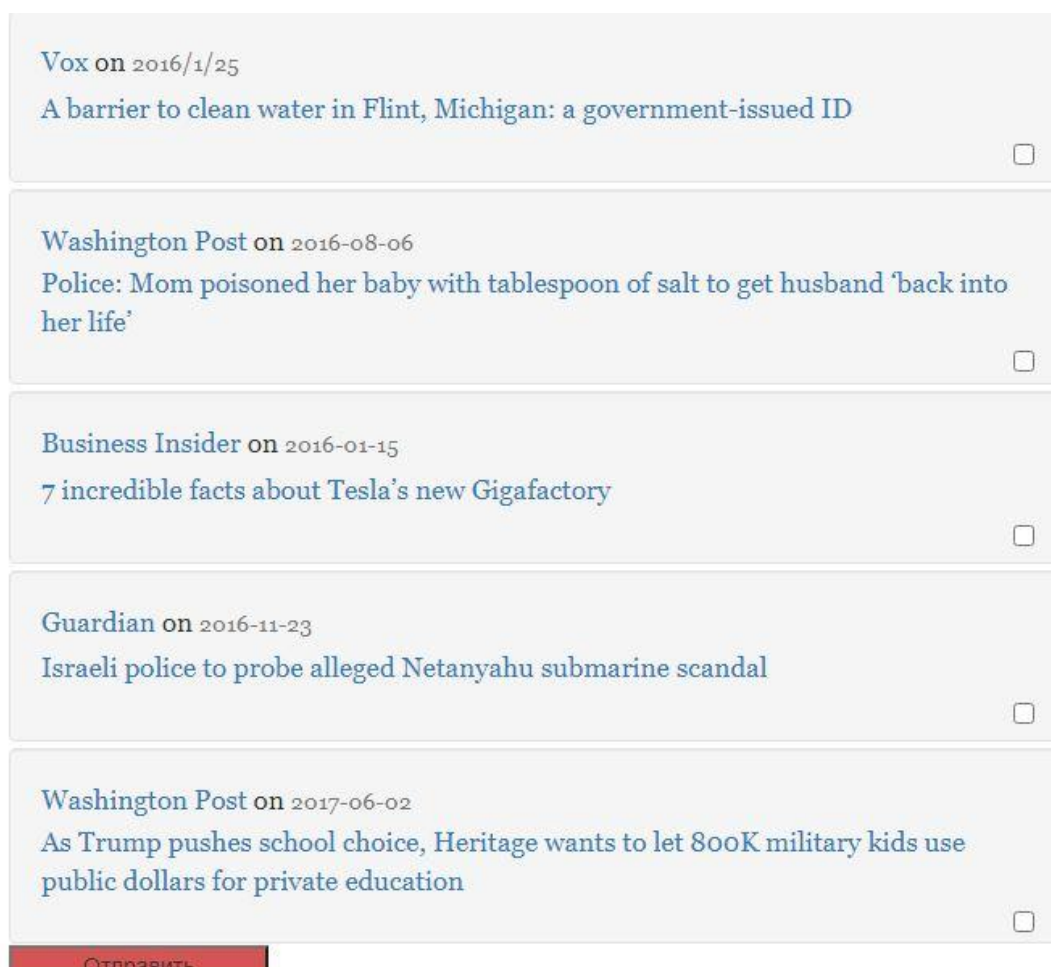 Vox on 2016/1/25
A barrier to clean water in Flint, Michigan: a government-issued ID
Washington Post on 2016-08-06
Police: Mom poisoned her baby with tablespoon of salt to get husband ‘back into
her life’
Business Insider on 2016-01-15
7 incredible facts about Tesla’s new Gigafactory
Guardian on 2016-11-23
Israeli police to probe alleged Netanyahu submarine scandal
Washington Post on 2017-06-02
As Trump pushes school choice, Heritage wants to let 800K military kids use
public dollars for private education
Отправить